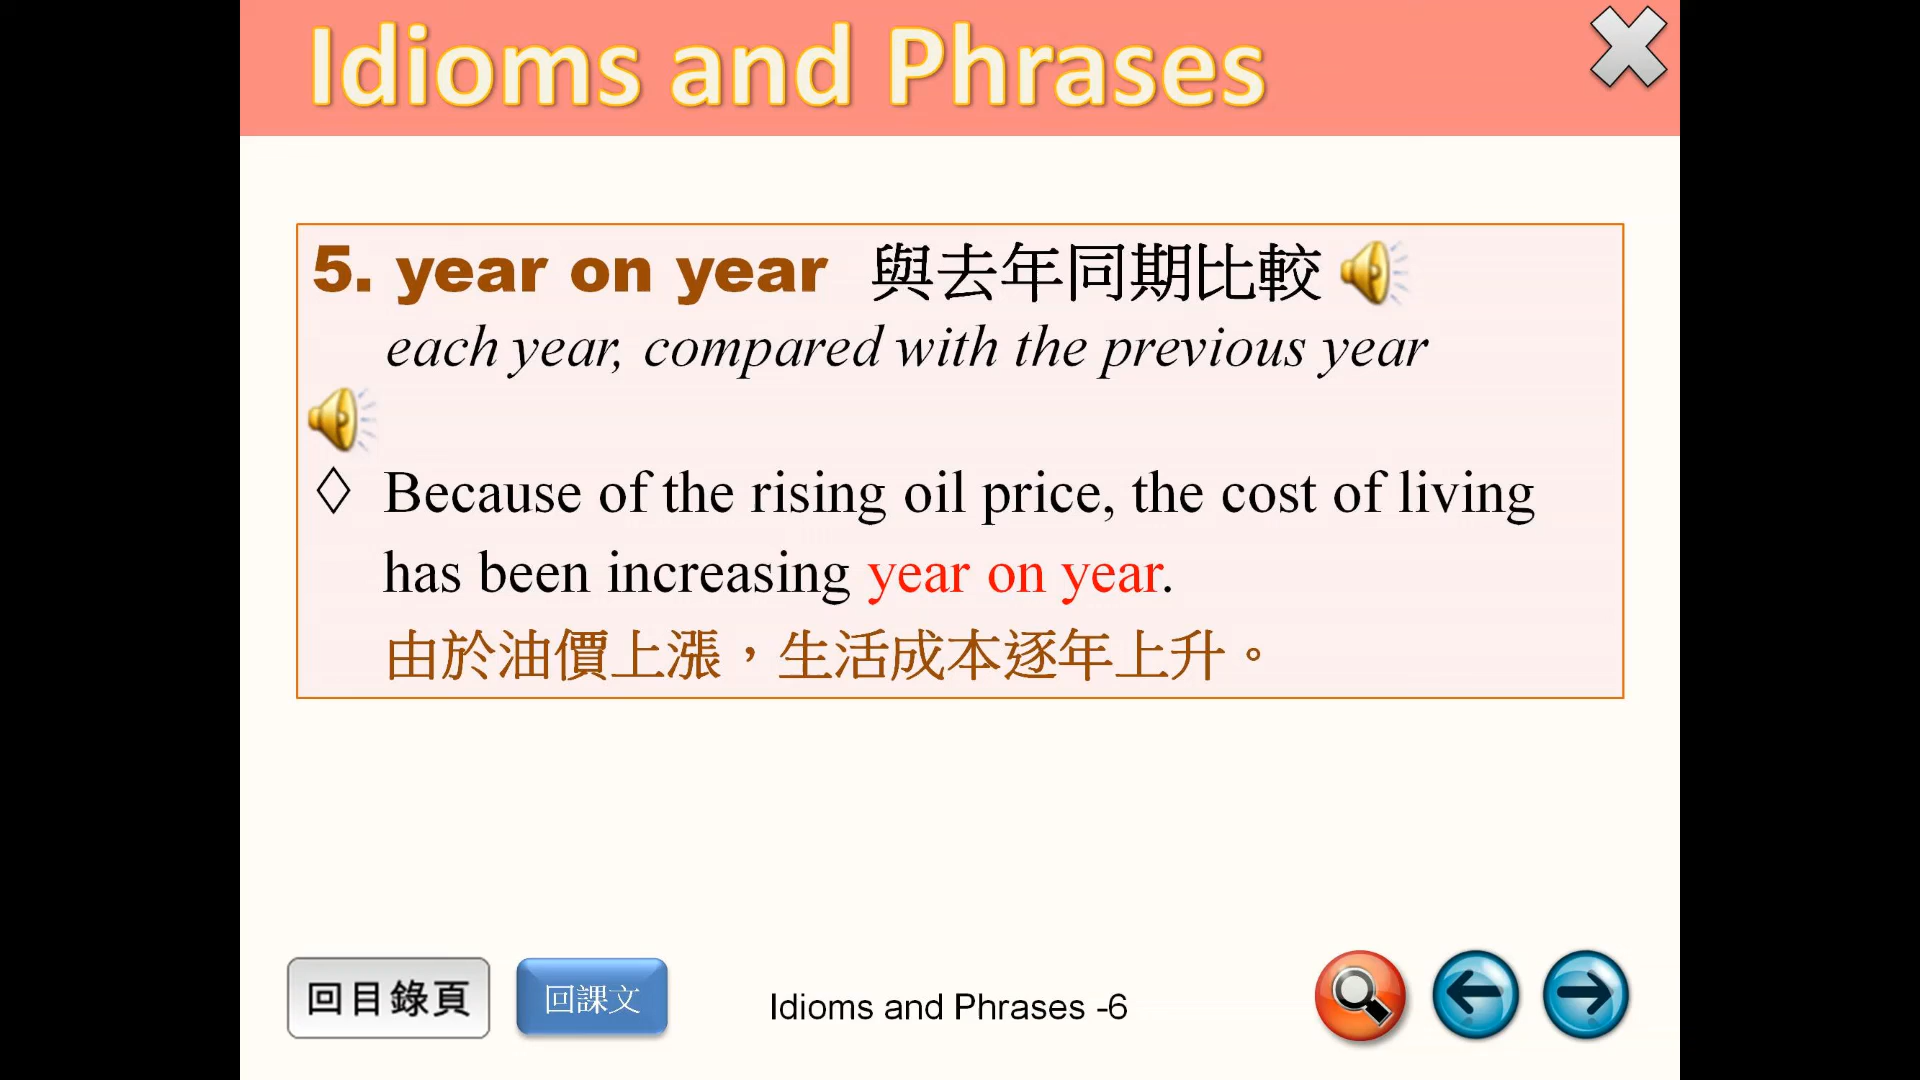 Idioms and Phrases
5. year on year 與去年同期比較
each year, compared with the previous year
◇ Because of the rising oil price, the cost of living
has been increasing year on year.
由於油價上漲，生活成本逐年上升。
回目錄頁
回課文
Idioms and Phrases -6